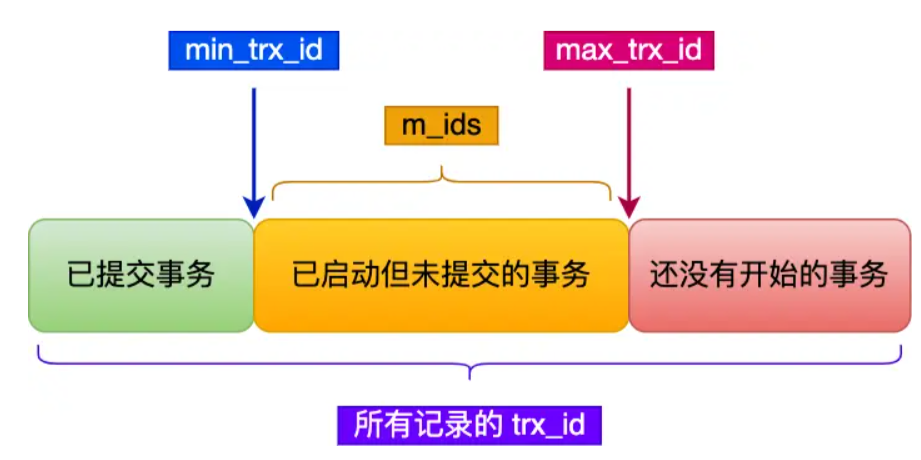 min_trx_id
max_trx_id
m_ids
已提交事务
已启动但未提交的事务
还没有开始的事务
所有记录的 trx_id